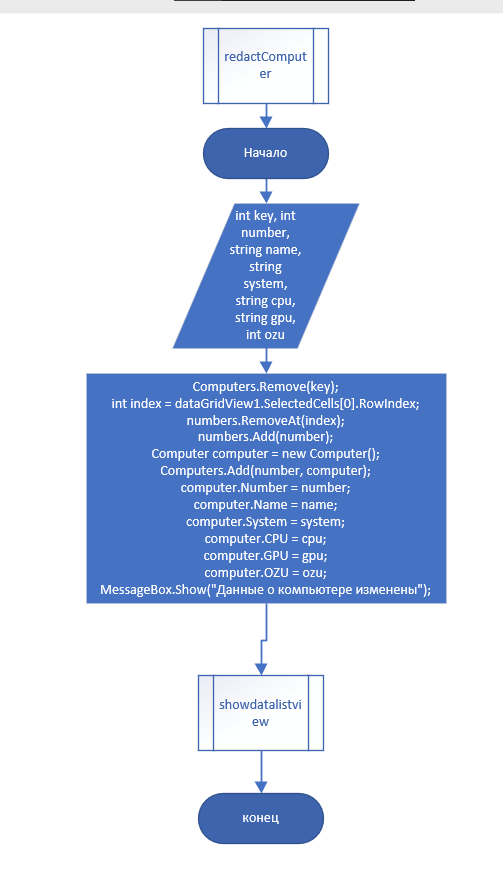 redactComput
er
Начало
int key, int
number,
string name,
string
system,
string cpu,
string gpu,
int ozu
Computers.Remove(key);
int index = dataGridView1.SelectedCells[0].RowIndex;
numbers.RemoveAt(index);
numbers.Add(number);
Computer computer = new Computer();
Computers.Add(number, computer);
computer.Number = number;
computer.Name = name;
computer.System = system;
computer.CPU = cpu;
computer.GPU = gpu;
computer.OZU = ozu;
MessageBox.Show("Данные о компьютере изменены");
showdatalistvi
ew
конец